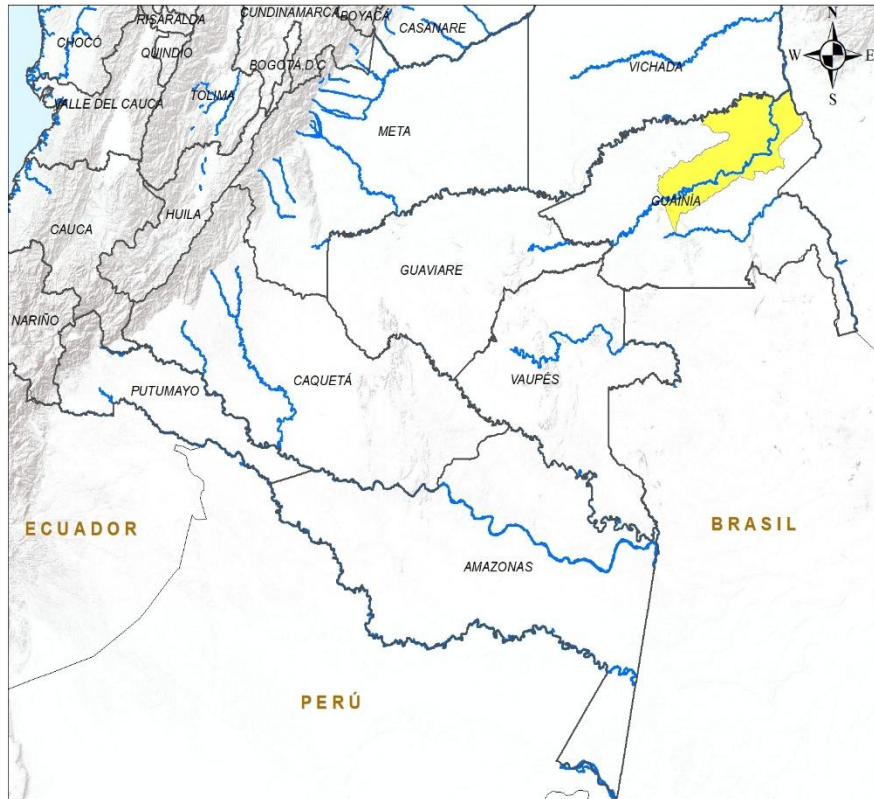 CUNDINAMARCA
BOYACÁ
RISARALDA
CASANARE
N
CHOCÓ
QUINDIO
BOGOTÁ,D.C
W
E
VICHADA
S
TOLIMA
VALLE DEL CAUCA
META
GUAINÍA
HUILA
CAUCA
GUAVIARE
NARIÑO
CAQUETÁ
VAUPÉS
PUTUMAYO
ECUADOR
BRASIL
AMAZONAS
PERÚ